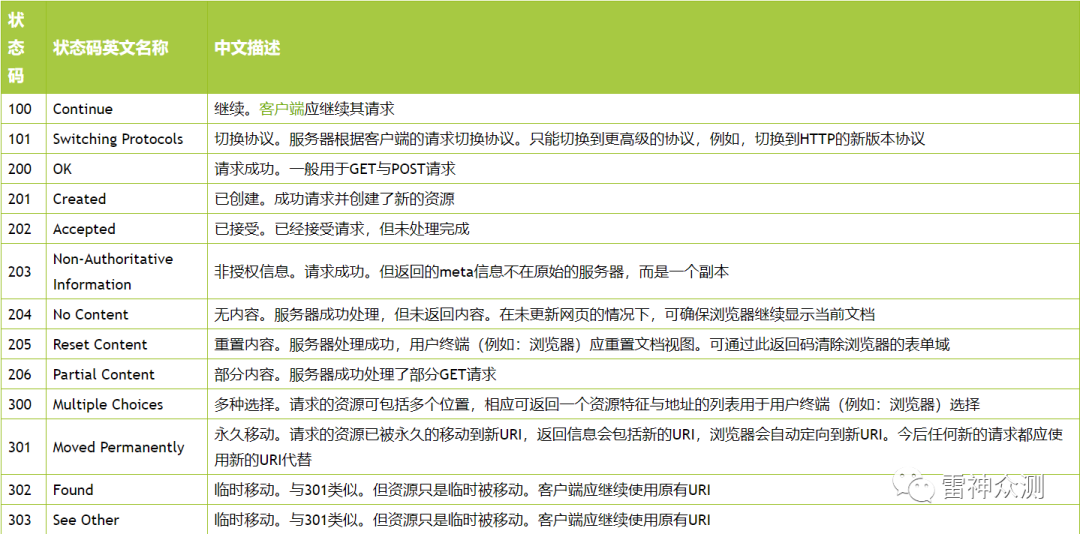 状
态
码
状态码英文名称
中文描述
100 Continue 继续。客户端应继续其请求
101 Switching Protocols 切换协议。服务器根据客户端的请求切换协议。只能切换到更高级的协议，例如，切换到HTTP的新版本协议
200 OK 请求成功。一般用于GET与POST请求
201 Created 已创建。成功请求并创建了新的资源
202 Accepted 已接受。已经接受请求，但未处理完成
203 Non-Authoritative
Information
非授权信息。请求成功。但返回的meta信息不在原始的服务器，而是一个副本
204 No Content 无内容。服务器成功处理，但未返回内容。在未更新网页的情况下，可确保浏览器继续显示当前文档
205 Reset Content 重置内容。服务器处理成功，用户终端（例如：浏览器）应重置文档视图。可通过此返回码清除浏览器的表单域
206 Partial Content 部分内容。服务器成功处理了部分GET请求
300 Multiple Choices 多种选择。请求的资源可包括多个位置，相应可返回一个资源特征与地址的列表用于用户终端（例如：浏览器）选择
301 Moved Permanently 永久移动。请求的资源已被永久的移动到新URI，返回信息会包括新的URI，浏览器会自动定向到新URI。今后任何新的请求都应使
用新的URI代替
302 Found 临时移动。与301类似。但资源只是临时被移动。客户端应继续使用原有URI
303 See Other 临时移动。与301类似。但资源只是临时被移动。客户端应继续使用原有URI
雷神众测